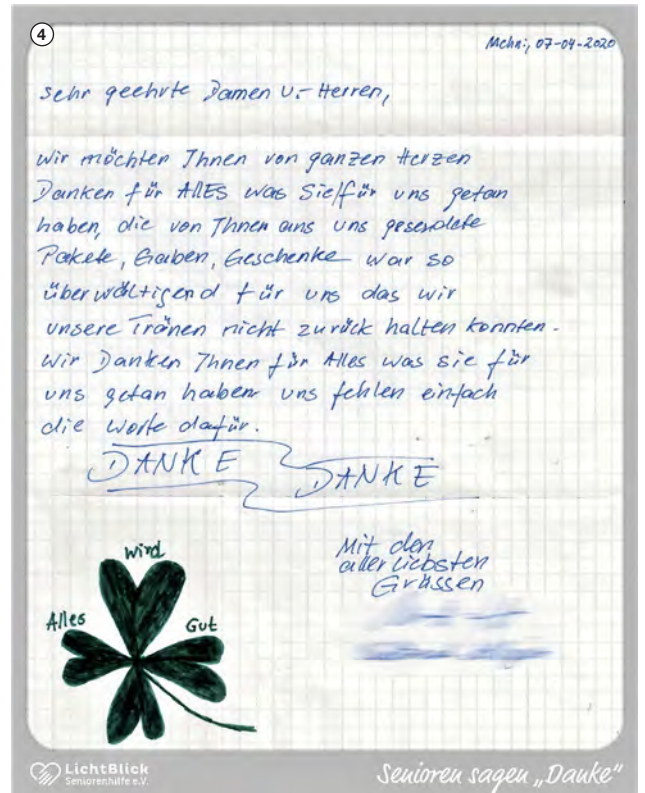 4
Mchn:, 07-04-2020
Sehr geehrte Damen u.- Herren,
wir möchten Ihnen von ganzen Herzen
Danken für AllES was Sie/für uns getan
haben, die von Ihnen ans uns gesendete
Pakete, Gaben, Geschenke war so
überwältigend für uns das wir
unsere Tränen nicht zurück halten konnten.
Wir Danken Ihnen für Alles was sie für
uns getan haben uns fehlen einfach
die Worte dafür.
DANKE DANKE
Mit den
aller liebsten
Grüssen
wird
Alles Gut
LichtBlick
Seniorenhilfe e.V.
Senioren sagen „Danke"